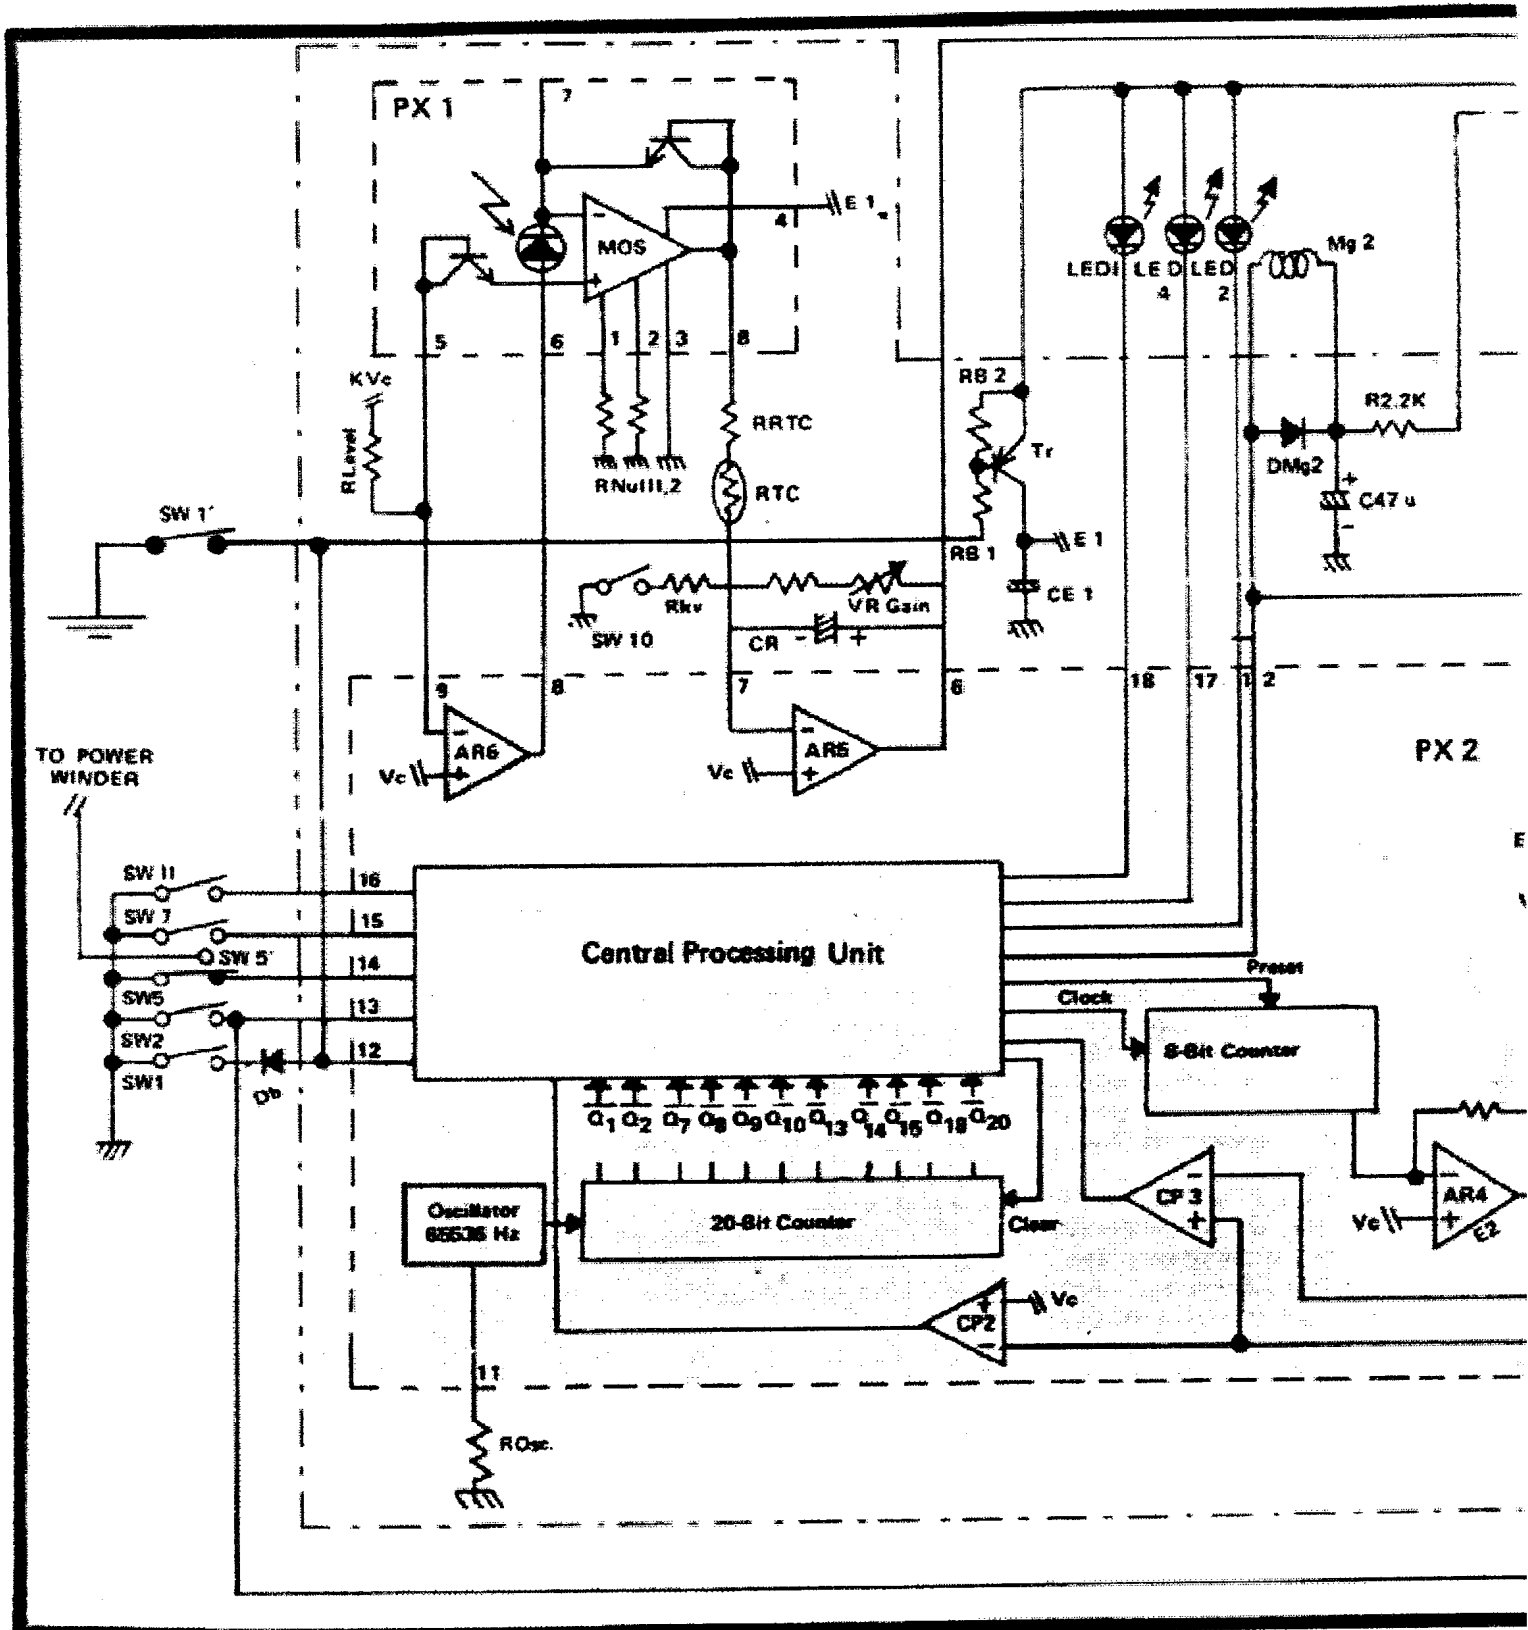 PX 1
7
MOS
-
+
4
E 1
5
6
1
2
3
8
KVc
RLevel
RNull1,2
RRTC
RTC
LED1
LED
4
LED
2
Mg 2
R2.2K
DMg2
+
C47 u
-
RB 2
Tr
RB 1
E 1
CE 1
SW 1'
SW 10
Rkv
VR Gain
CR
-
+
9
8
7
6
18
17
1
2
PX 2
TO POWER
WINDER
-
AR6
+
Vc
-
AR5
+
Vc
SW 11
SW 7
SW 5'
SW5
SW2
SW1
Db
16
15
14
13
12
Central Processing Unit
Preset
Clock
8-Bit Counter
Q1 Q2 Q7 Q8 Q9 Q10 Q13 Q14 Q15 Q18 Q20
Oscillator
65536 Hz
20-Bit Counter
Clear
-
CP 3
+
-
AR4
+
Vc
E2
+
CP2
-
Vc
11
ROsc.